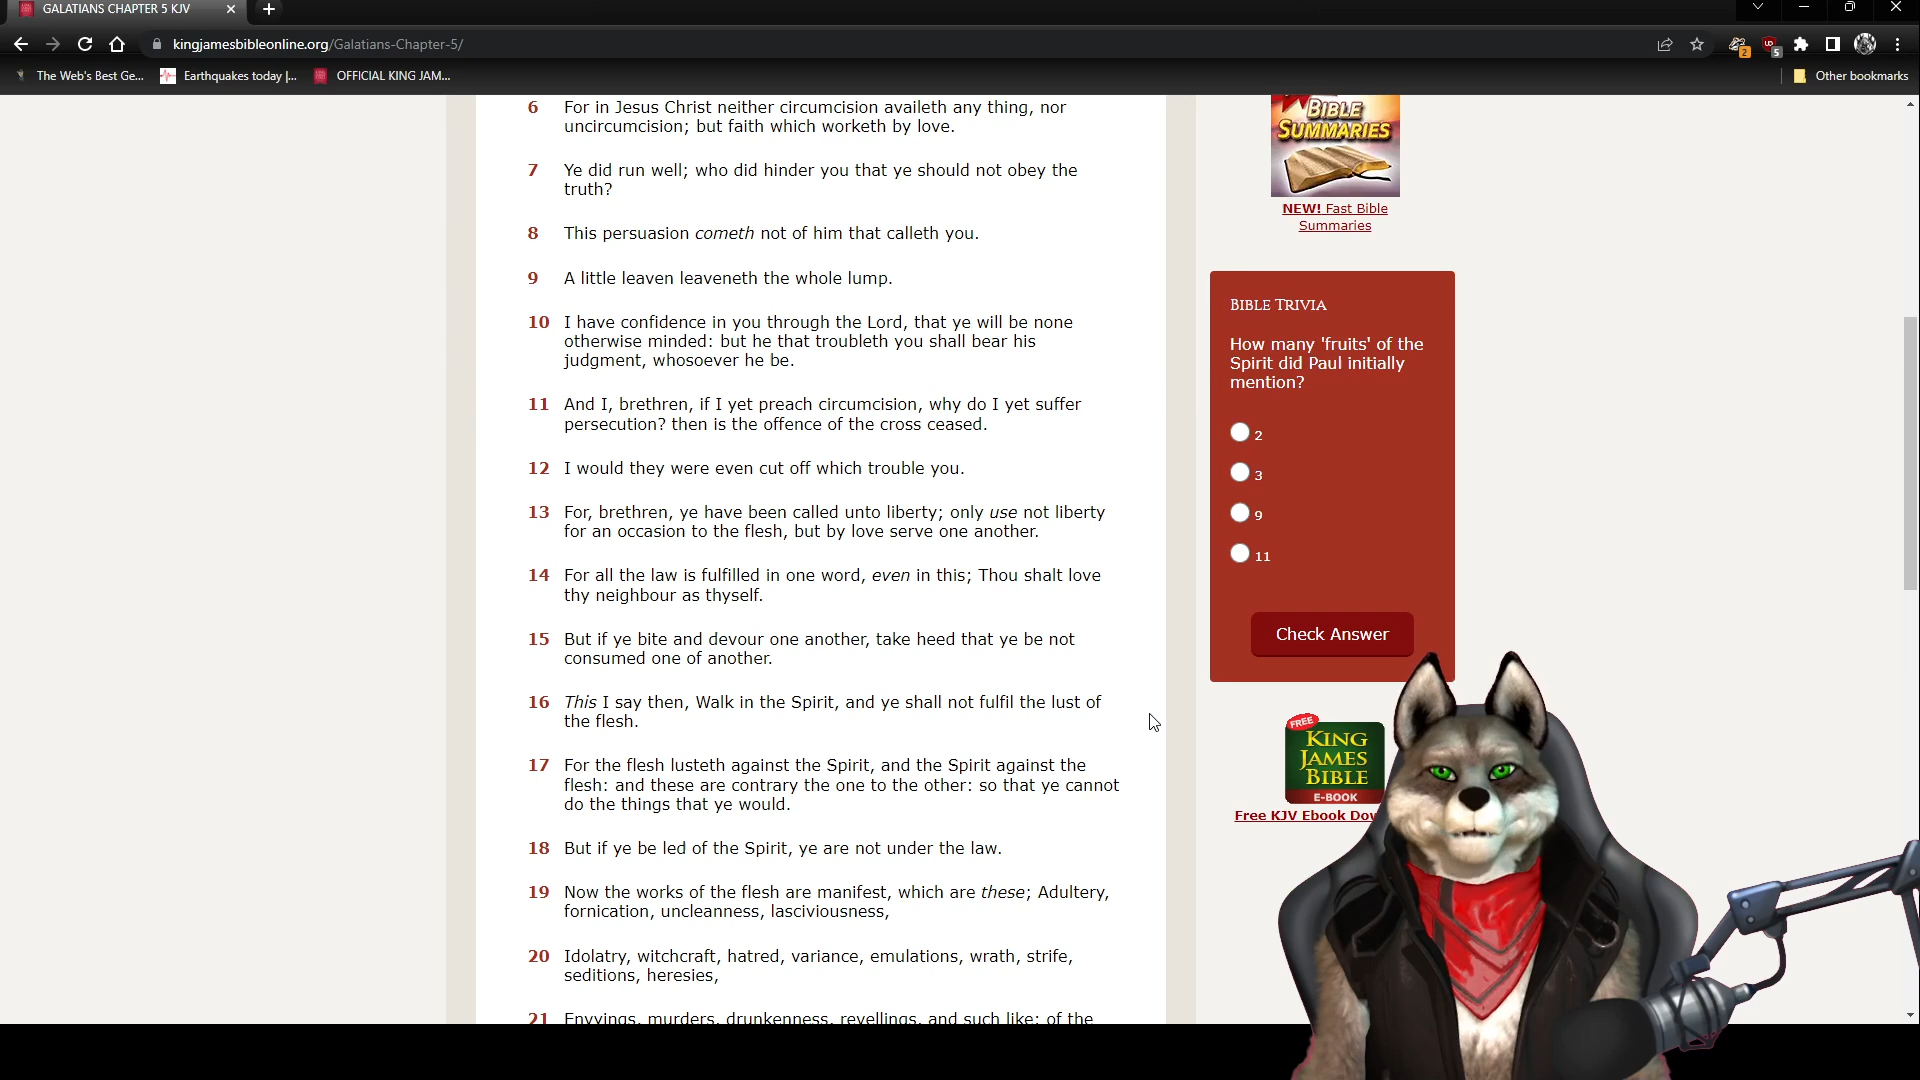 GALATIANS CHAPTER 5 KJV
kingjamesbibleonline.org/Galatians-Chapter-5/
2
5
The Web's Best Ge...
Earthquakes today |...
OFFICIAL KING JAM...
Other bookmarks
6 For in Jesus Christ neither circumcision availeth any thing, nor
uncircumcision; but faith which worketh by love.
7 Ye did run well; who did hinder you that ye should not obey the
truth?
8 This persuasion cometh not of him that calleth you.
9 A little leaven leaveneth the whole lump.
10 I have confidence in you through the Lord, that ye will be none
otherwise minded: but he that troubleth you shall bear his
judgment, whosoever he be.
11 And I, brethren, if I yet preach circumcision, why do I yet suffer
persecution? then is the offence of the cross ceased.
12 I would they were even cut off which trouble you.
13 For, brethren, ye have been called unto liberty; only use not liberty
for an occasion to the flesh, but by love serve one another.
14 For all the law is fulfilled in one word, even in this; Thou shalt love
thy neighbour as thyself.
15 But if ye bite and devour one another, take heed that ye be not
consumed one of another.
16 This I say then, Walk in the Spirit, and ye shall not fulfil the lust of
the flesh.
17 For the flesh lusteth against the Spirit, and the Spirit against the
flesh: and these are contrary the one to the other: so that ye cannot
do the things that ye would.
18 But if ye be led of the Spirit, ye are not under the law.
19 Now the works of the flesh are manifest, which are these; Adultery,
fornication, uncleanness, lasciviousness,
20 Idolatry, witchcraft, hatred, variance, emulations, wrath, strife,
seditions, heresies,
21 Envyings, murders, drunkenness, revellings, and such like: of the
BIBLE
SUMMARIES
NEW! Fast Bible
Summaries
BIBLE TRIVIA
How many 'fruits' of the
Spirit did Paul initially
mention?
2
3
9
11
Check Answer
FREE
KING
JAMES
BIBLE
E-BOOK
Free KJV Ebook Dow